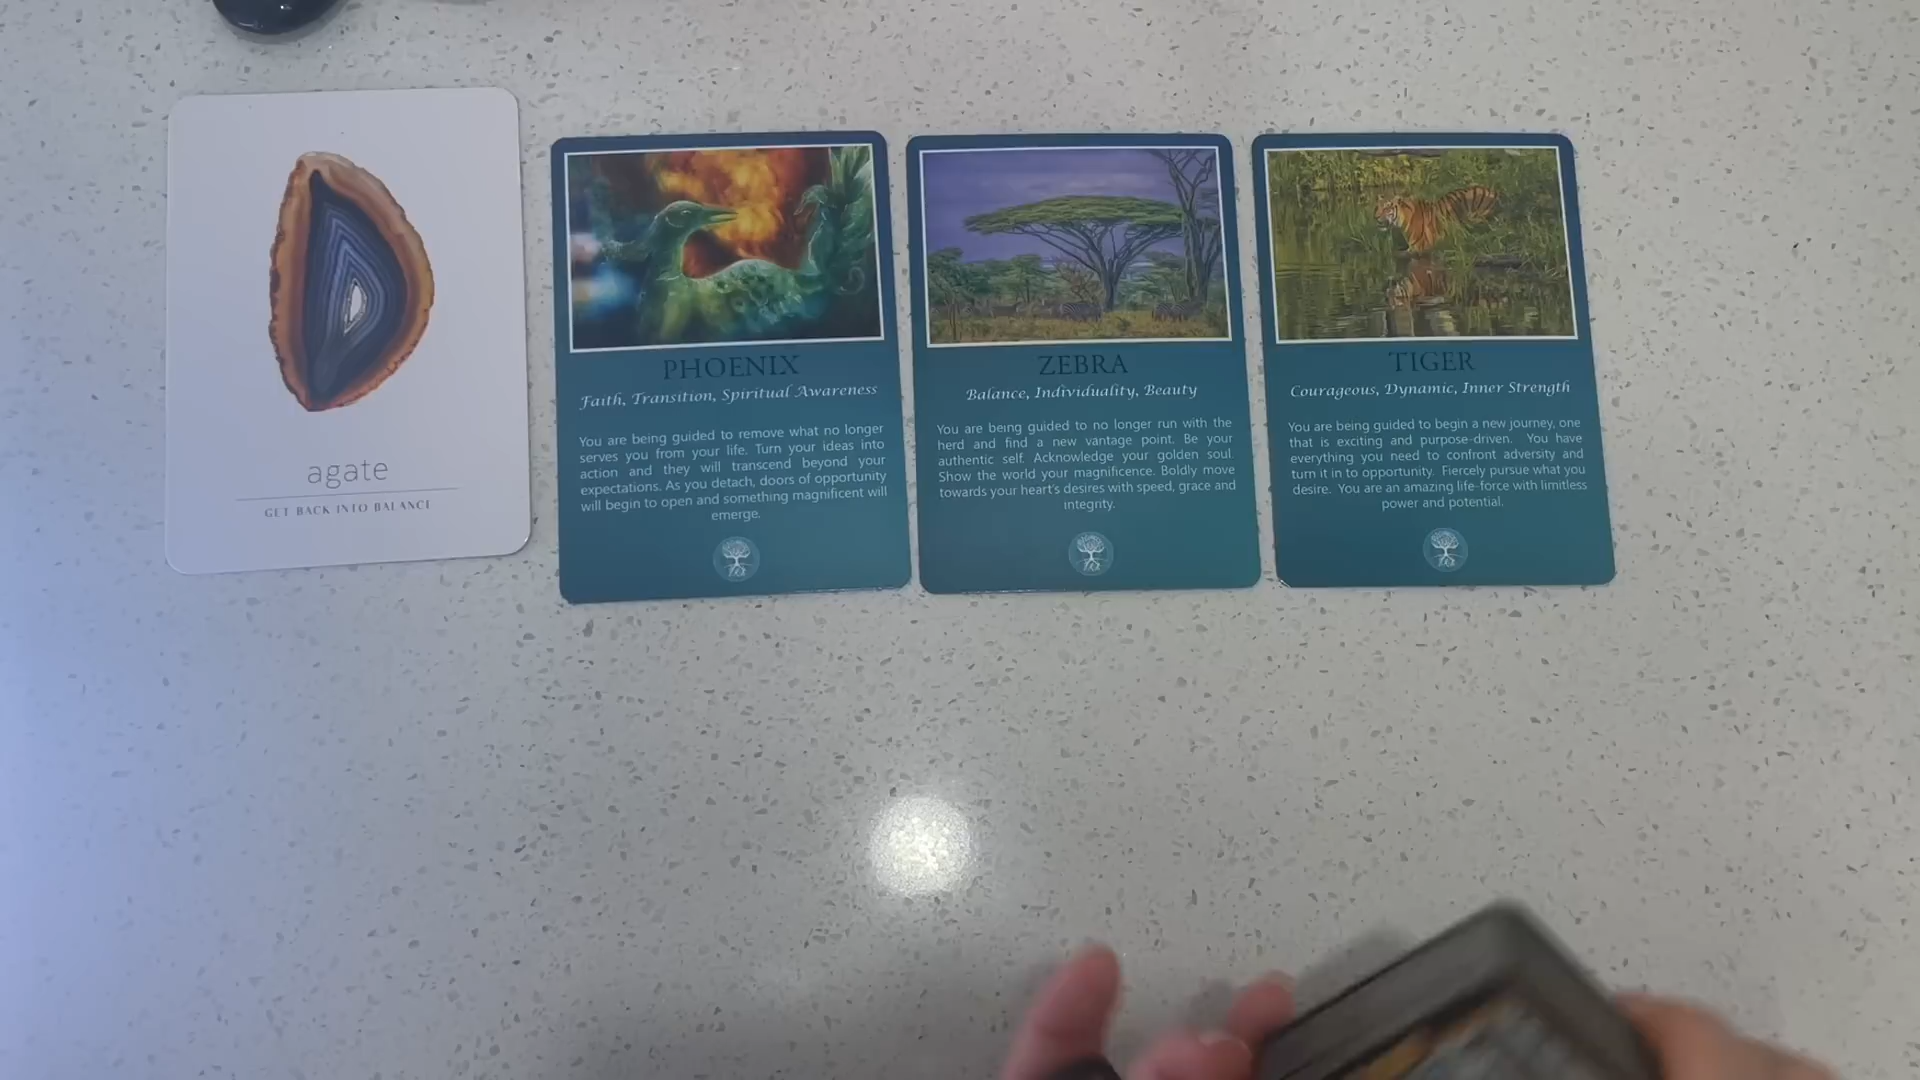 agate
GET BACK INTO BALANCE
PHOENIX
Faith, Transition, Spiritual Awareness
You are being guided to remove what no longer
serves you from your life. Turn your ideas into
action and they will transcend beyond your
expectations. As you detach, doors of opportunity
will begin to open and something magnificent will
emerge.
ZEBRA
Balance, Individuality, Beauty
You are being guided to no longer run with the
herd and find a new vantage point. Be your
authentic self. Acknowledge your golden soul.
Show the world your magnificence. Boldly move
towards your heart's desires with speed, grace and
integrity.
TIGER
Courageous, Dynamic, Inner Strength
You are being guided to begin a new journey, one
that is exciting and purpose-driven. You have
everything you need to confront adversity and
turn it in to opportunity. Fiercely pursue what you
desire. You are an amazing life-force with limitless
power and potential.